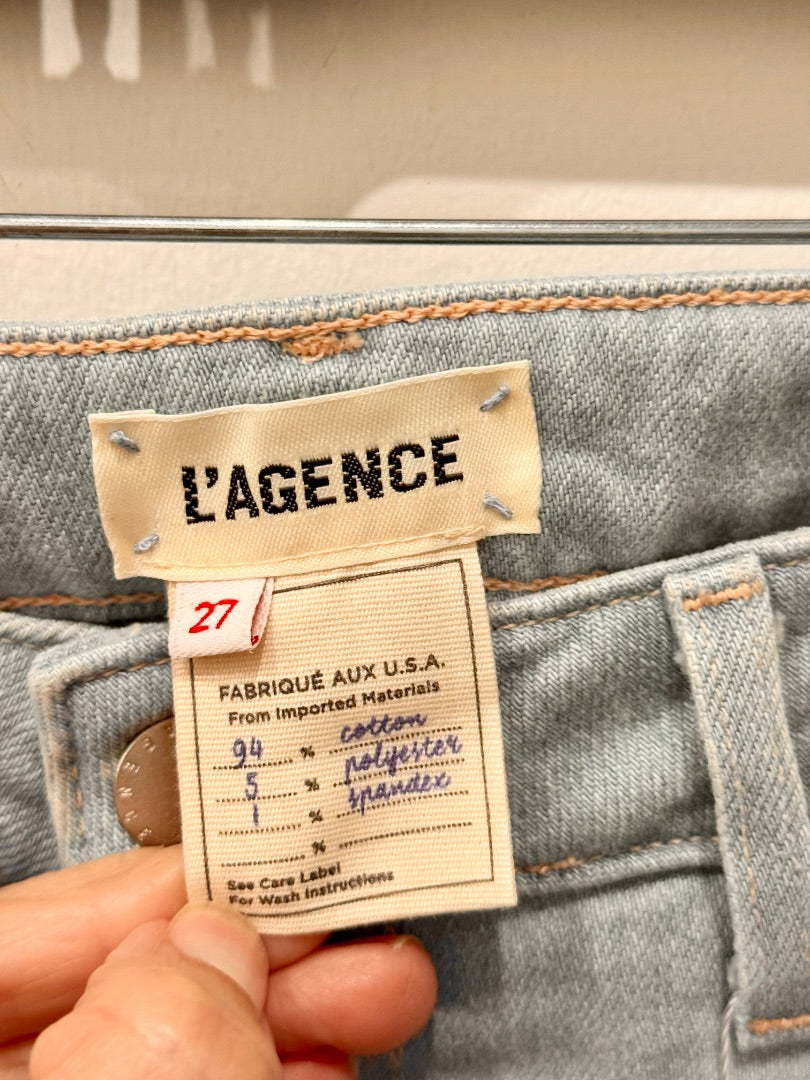 L'AGENCE
27
FABRIQUÉ AUX U.S.A.
From Imported Materials
94 % cotton
5 % polyester
1 % spandex
%
See Care Label
For Wash Instructions